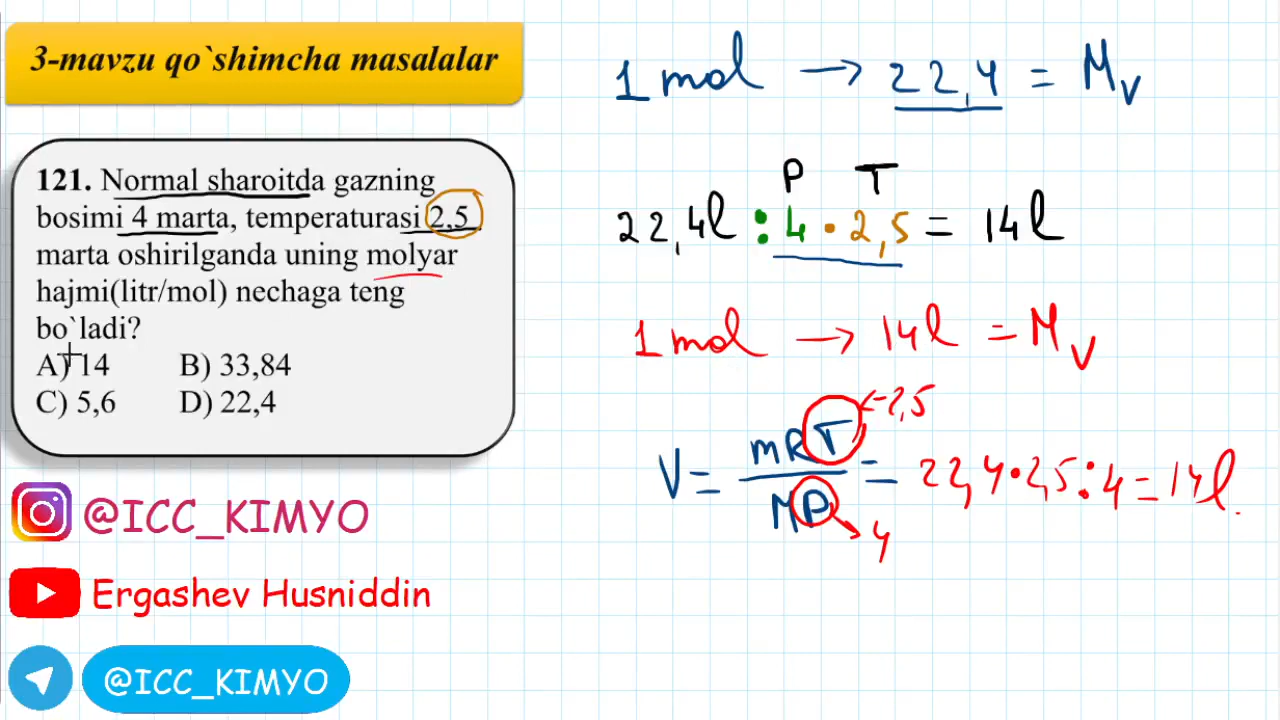 3-mavzu qo`shimcha masalalar
121. Normal sharoitda gazning
bosimi 4 marta, temperaturasi 2,5
marta oshirilganda uning molyar
hajmi(litr/mol) nechaga teng
bo`ladi?
A) 14 B) 33,84
C) 5,6 D) 22,4
@ICC_KIMYO
Ergashev Husniddin
@ICC_KIMYO
1 mol → 22,4 = Mv
P T
22,4l : 4 · 2,5 = 14l
1 mol → 14l = Mv
←2,5
V = mRT / MP = 22,4 · 2,5 : 4 = 14l.
4